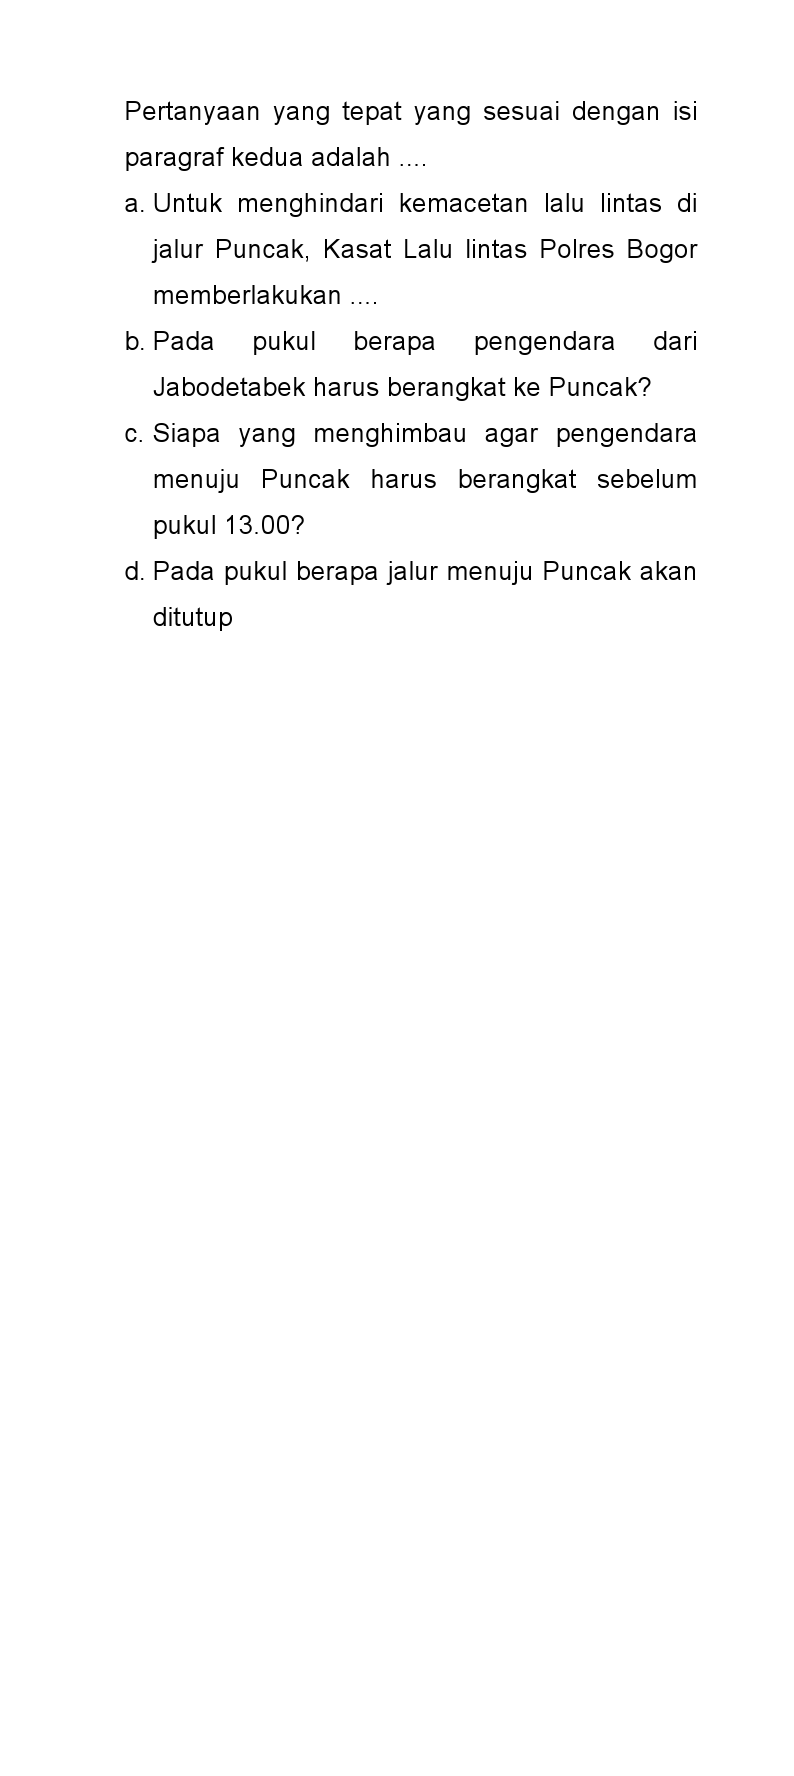 Pertanyaan yang tepat yang sesuai dengan isi
paragraf kedua adalah ....
a. Untuk menghindari kemacetan lalu lintas di
jalur Puncak, Kasat Lalu lintas Polres Bogor
memberlakukan ....
b. Pada pukul berapa pengendara dari
Jabodetabek harus berangkat ke Puncak?
c. Siapa yang menghimbau agar pengendara
menuju Puncak harus berangkat sebelum
pukul 13.00?
d. Pada pukul berapa jalur menuju Puncak akan
ditutup